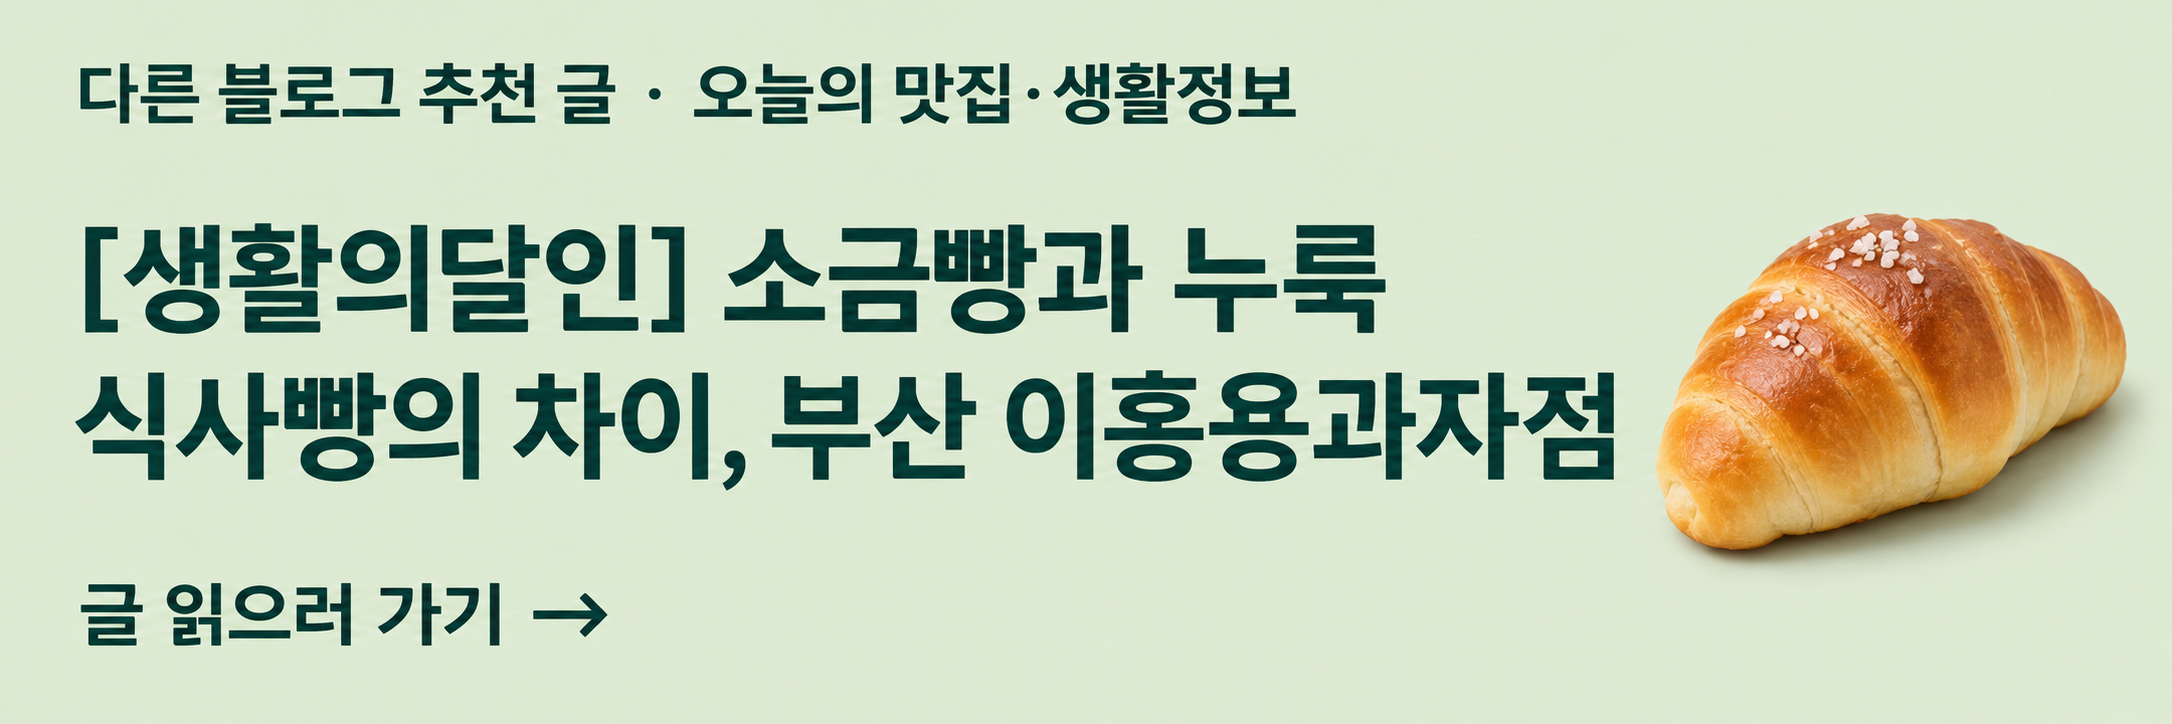 다른 블로그 추천 글 · 오늘의 맛집·생활정보
[생활의달인] 소금빵과 누룩
식사빵의 차이, 부산 이홍용과자점
글 읽으러 가기 →